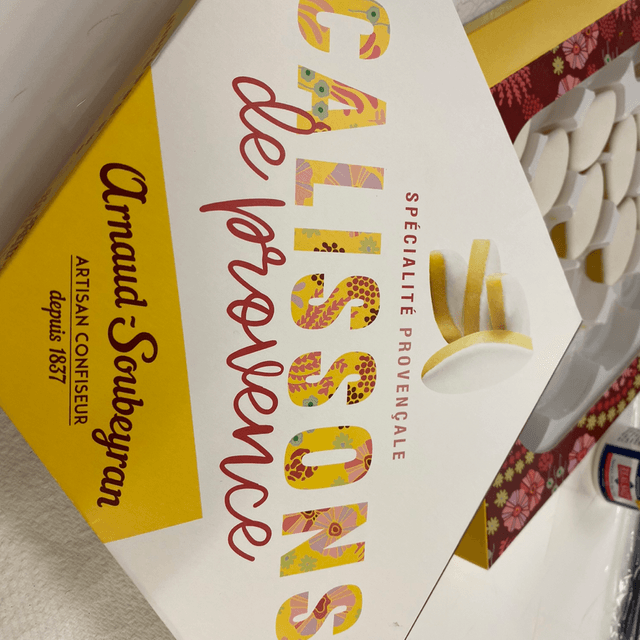 SPÉCIALITÉ PROVENÇALE
CALISSONS
de provence
Arnaud-Soubeyran
ARTISAN CONFISEUR
depuis 1837